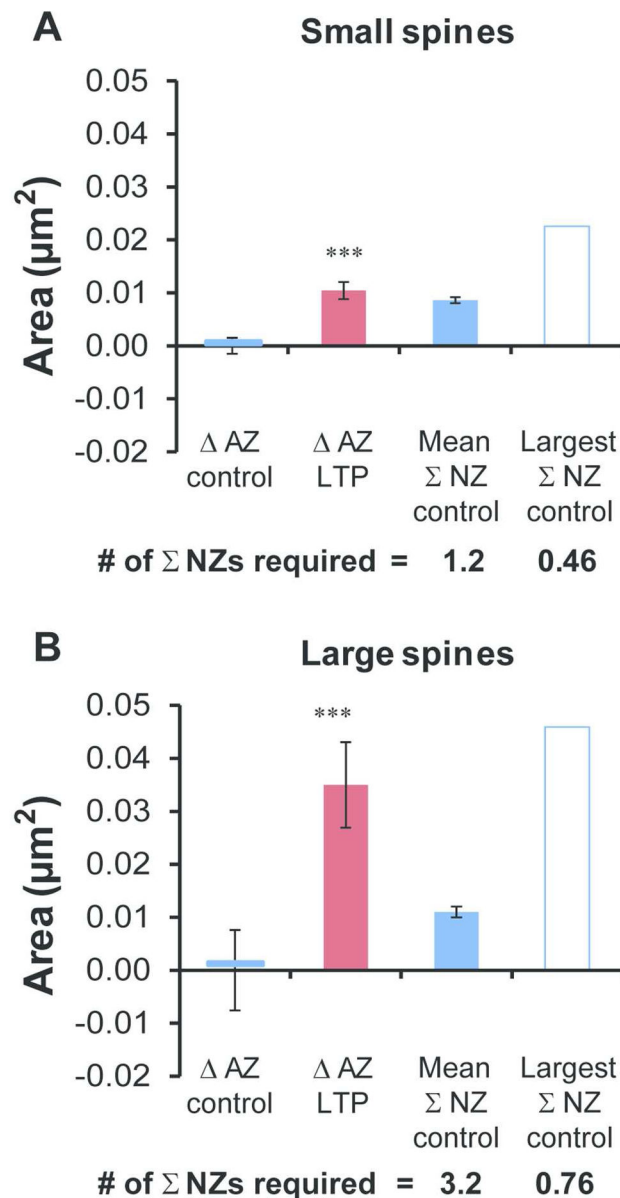 A
Small spines
Area (µm²)
0.05
0.04
0.03
0.02
0.01
0.00
-0.01
-0.02
***
Δ AZ control
Δ AZ LTP
Mean Σ NZ control
Largest Σ NZ control
# of Σ NZs required = 1.2 0.46
B
Large spines
Area (µm²)
0.05
0.04
0.03
0.02
0.01
0.00
-0.01
-0.02
***
Δ AZ control
Δ AZ LTP
Mean Σ NZ control
Largest Σ NZ control
# of Σ NZs required = 3.2 0.76